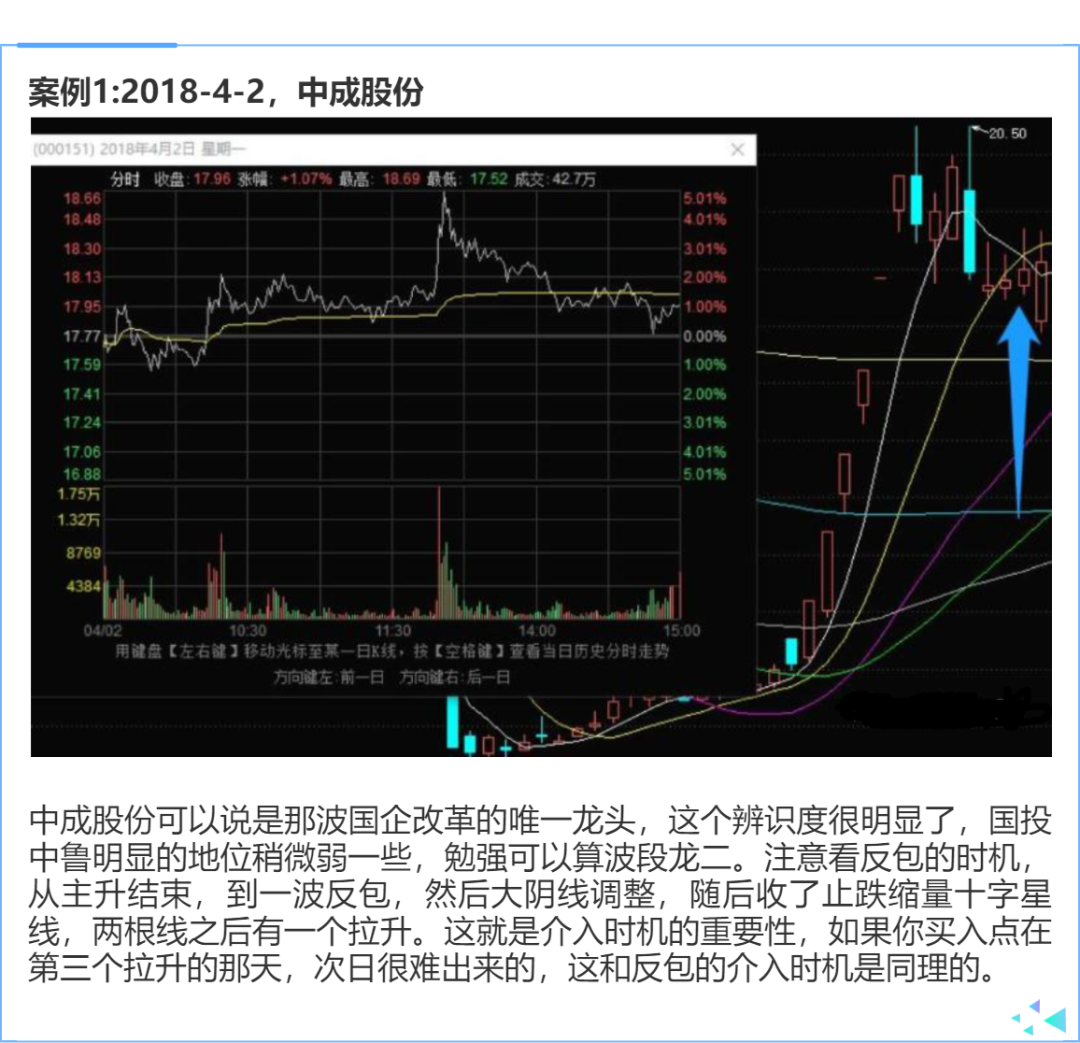 案例1:2018-4-2，中成股份
(000151) 2018年4月2日 星期一
分时 收盘:17.96 涨幅: +1.07% 最高: 18.69 最低: 17.52 成交:42.7万
20.50
18.66 5.01%
18.48 4.01%
18.30 3.01%
18.13 2.00%
17.95 1.00%
17.77 0.00%
17.59 1.00%
17.41 2.00%
17.24 3.01%
17.06 4.01%
16.88 5.01%
1.75万
1.32万
8769
4384
04/02 10:30 11:30 14:00 15:00
用键盘【左右键】移动光标至某一日K线，按【空格键】查看当日历史分时走势
方向键左:前一日 方向键右:后一日
中成股份可以说是那波国企改革的唯一龙头，这个辨识度很明显了，国投
中鲁明显的地位稍微弱一些，勉强可以算波段龙二。注意看反包的时机，
从主升结束，到一波反包，然后大阴线调整，随后收了止跌缩量十字星
线，两根线之后有一个拉升。这就是介入时机的重要性，如果你买入点在
第三个拉升的那天，次日很难出来的，这和反包的介入时机是同理的。